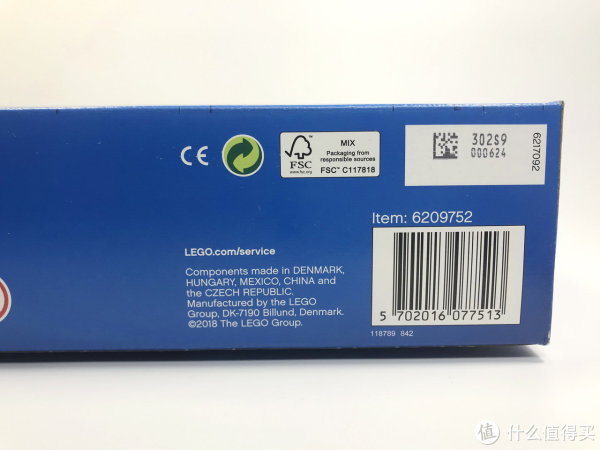 CE
FSC
www.fsc.org
MIX
Packaging from
responsible sources
FSC™ C117818
302S9
000624
6217092
Item: 6209752
LEGO.com/service
Components made in DENMARK,
HUNGARY, MEXICO, CHINA and
the CZECH REPUBLIC.
Manufactured by the LEGO
Group, DK-7190 Billund, Denmark.
©2018 The LEGO Group.
5 702016 077513
118789 842
值 什么值得买